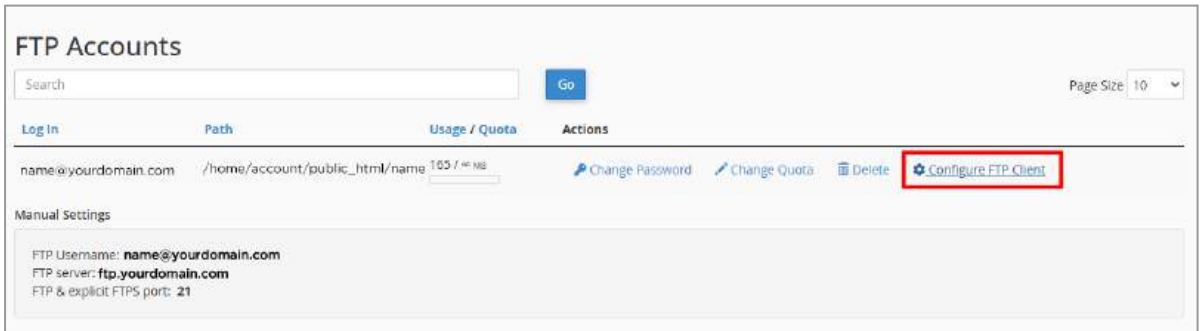 FTP Accounts
Search Go Page Size 10
Log In Path Usage / Quota Actions
name@yourdomain.com /home/account/public_html/name 165 / ∞ MB Change Password Change Quota Delete Configure FTP Client
Manual Settings
FTP Username: name@yourdomain.com
FTP server: ftp.yourdomain.com
FTP & explicit FTPS port: 21